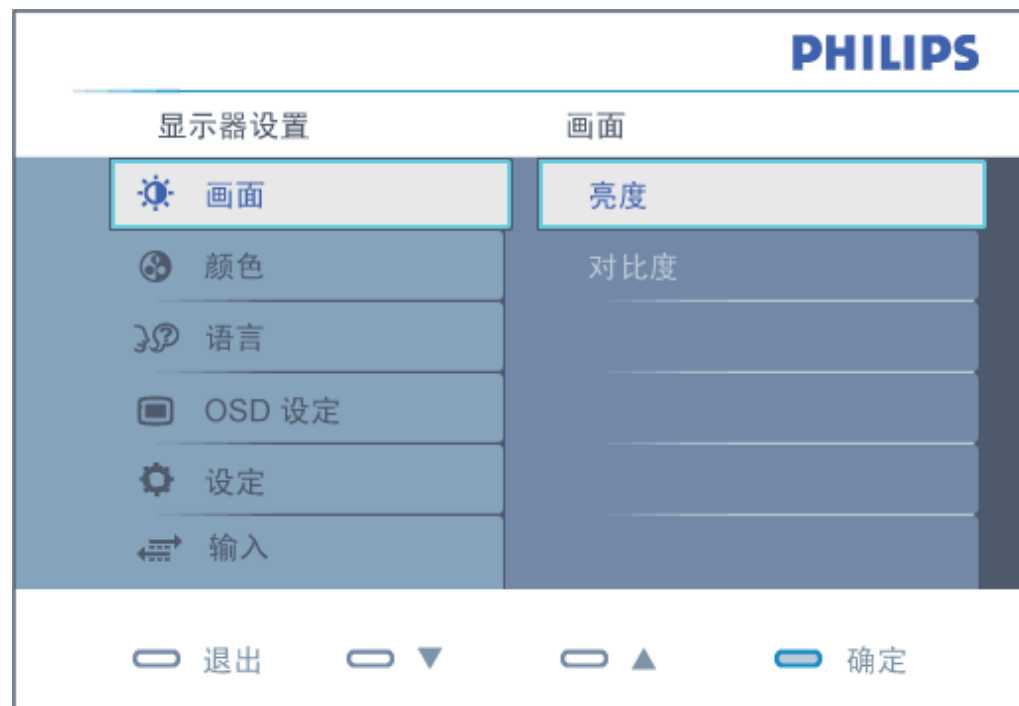 PHILIPS
显示器设置 画面
画面 亮度
颜色 对比度
语言
OSD 设定
设定
输入
退出 ▼ ▲ 确定